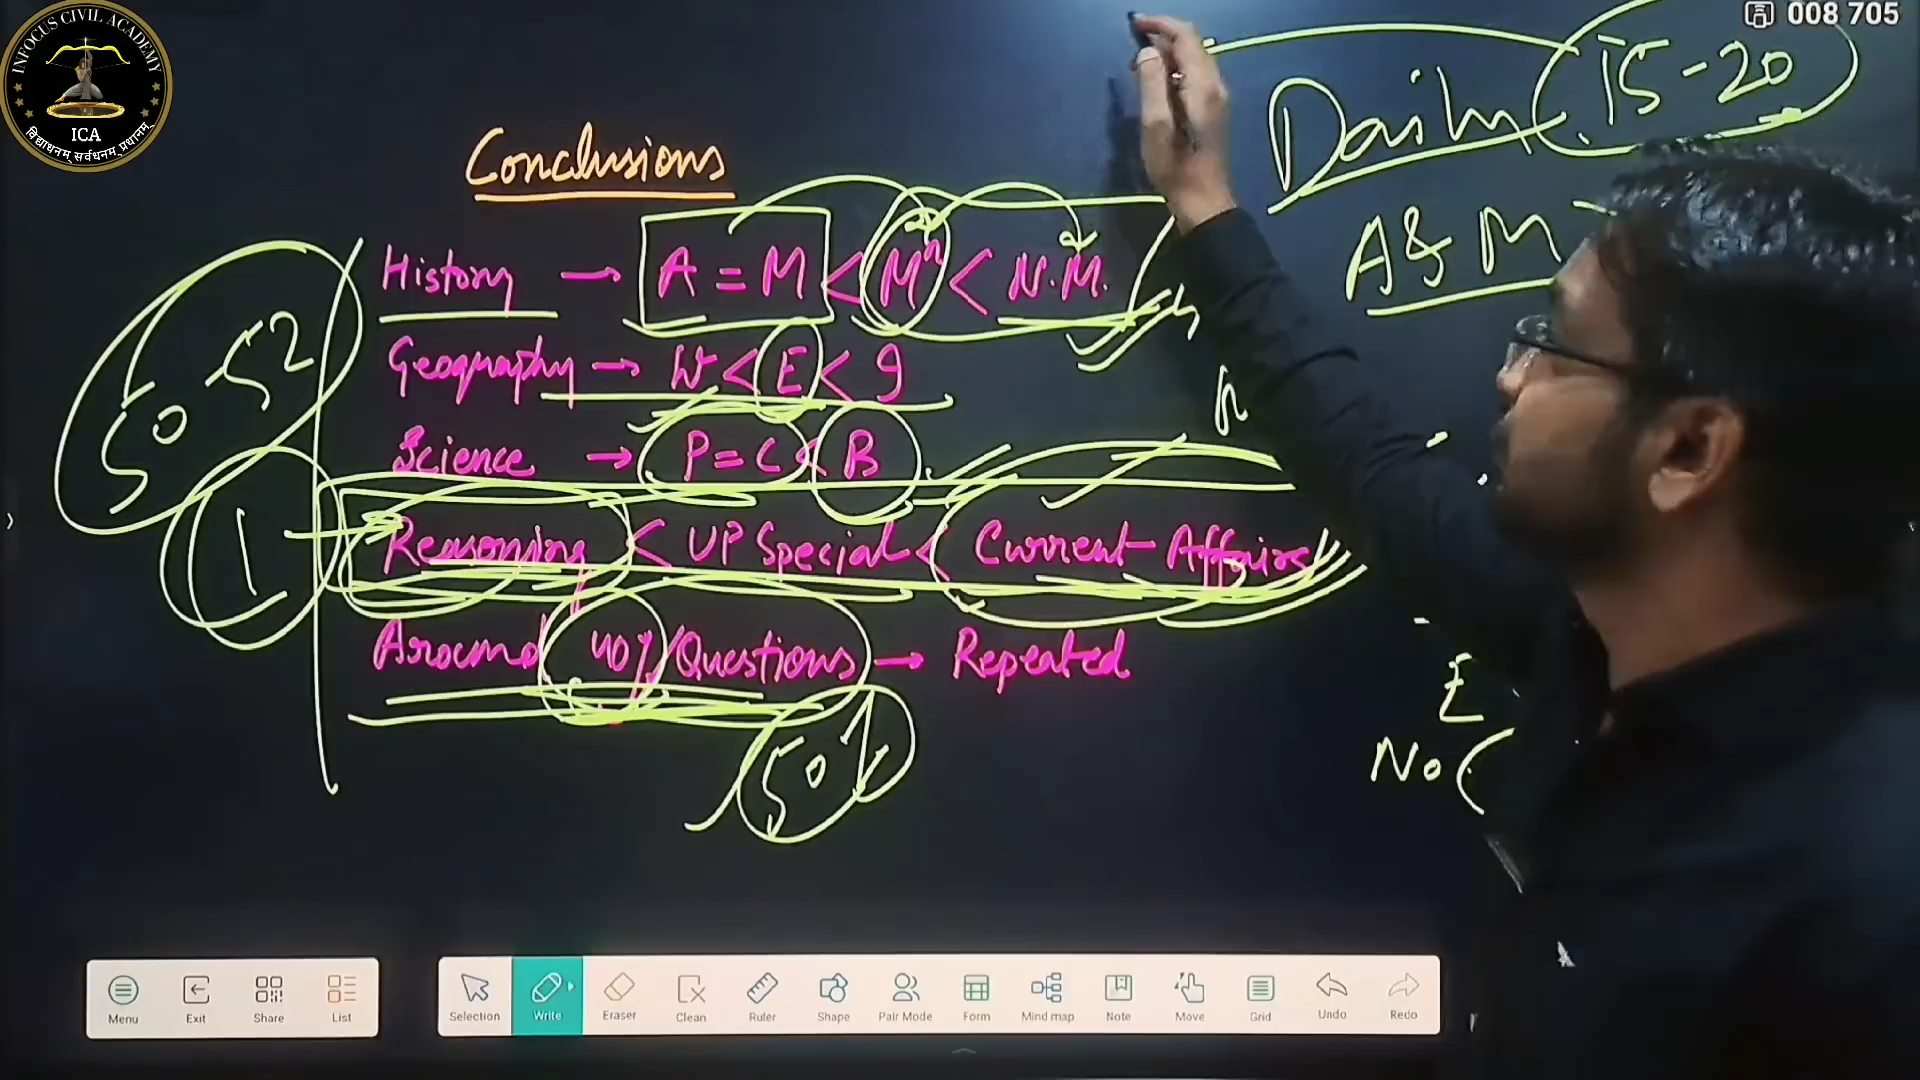 INFOCUS CIVIL ACADEMY
ICA
विद्याधनम् सर्वधनम् प्रधानम्
008 705
Daily 15-20
A & M
Conclusions
History → A = M < Mn < N.M.
Geography → W < E < g
Science → P = C < B
Reasoning < UP Special < Current Affairs
Around 40% Questions → Repeated
50 52
1
50%
E
No (
Menu Exit Share List Selection Write Eraser Clean Ruler Shape Pair Mode Form Mind map Note Move Grid Undo Redo